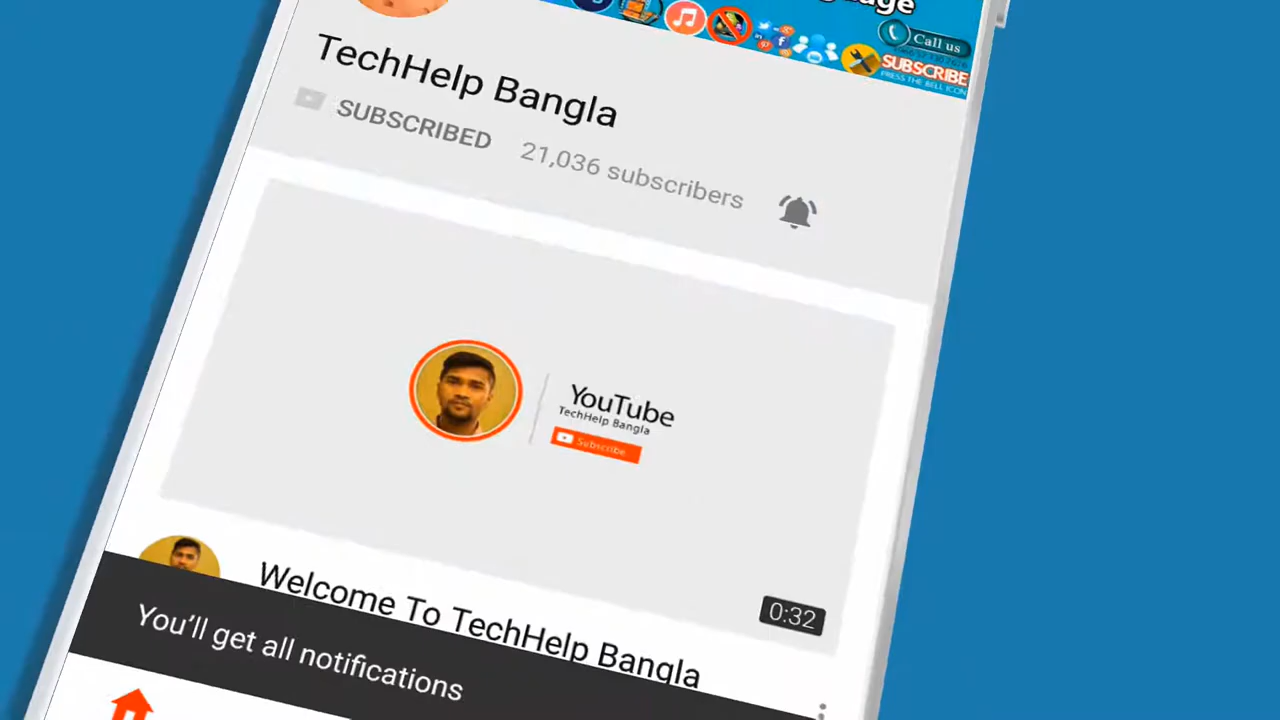 Call us
SUBSCRIBE
PRESS THE BELL ICON
TechHelp Bangla
SUBSCRIBED 21,036 subscribers
YouTube
TechHelp Bangla
Subscribe
0:32
Welcome To TechHelp Bangla
You'll get all notifications